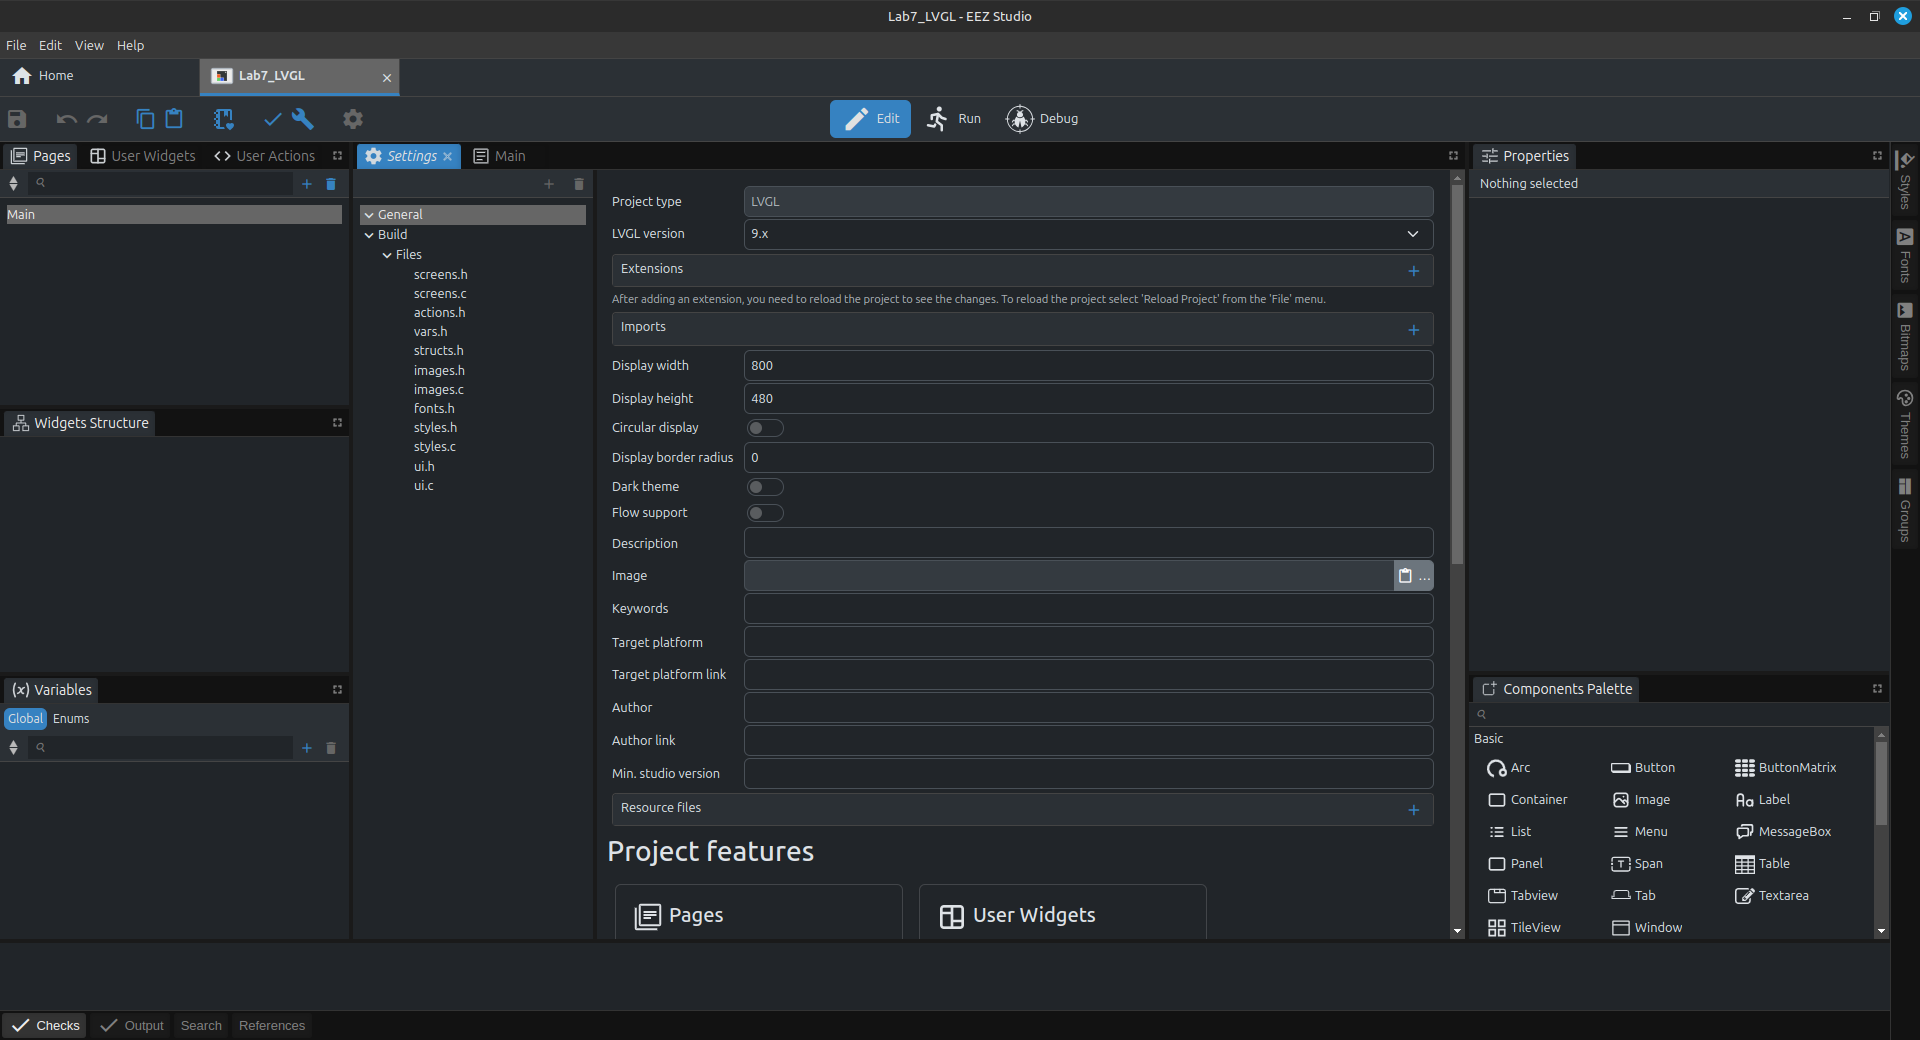 Lab7_LVGL - EEZ Studio
File Edit View Help
Home
Lab7_LVGL
Edit
Run
Debug
Pages
User Widgets
User Actions
Main
Widgets Structure
Variables
Global
Enums
Settings
Main
General
Build
Files
screens.h
screens.c
actions.h
vars.h
structs.h
images.h
images.c
fonts.h
styles.h
styles.c
ui.h
ui.c
Project type LVGL
LVGL version 9.x
Extensions
After adding an extension, you need to reload the project to see the changes. To reload the project select 'Reload Project' from the 'File' menu.
Imports
Display width 800
Display height 480
Circular display
Display border radius 0
Dark theme
Flow support
Description
Image ...
Keywords
Target platform
Target platform link
Author
Author link
Min. studio version
Resource files
Project features
Pages
User Widgets
Properties
Nothing selected
Components Palette
Basic
Arc Button ButtonMatrix
Container Image Label
List Menu MessageBox
Panel Span Table
Tabview Tab Textarea
TileView Window
Styles
Fonts
Bitmaps
Themes
Groups
Checks
Output
Search
References